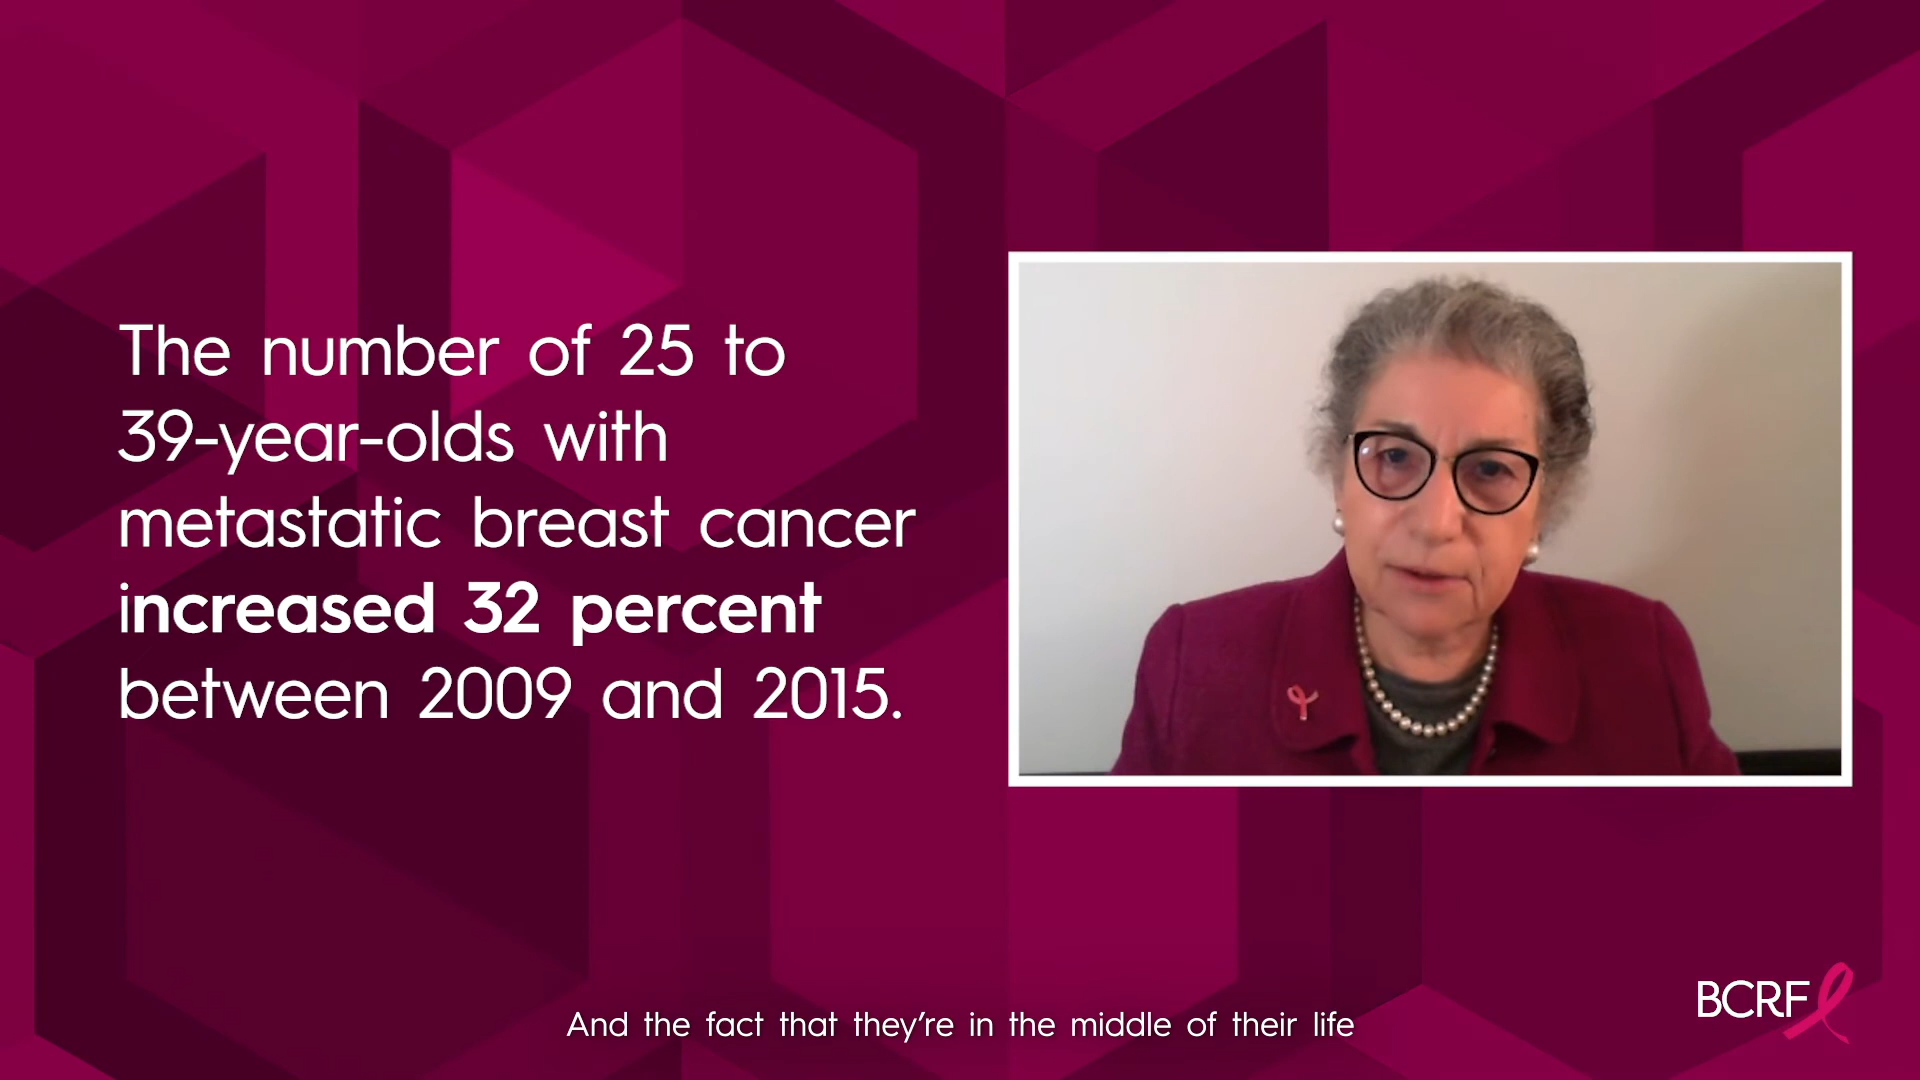 The number of 25 to
39-year-olds with
metastatic breast cancer
increased 32 percent
between 2009 and 2015.
BCRF
And the fact that they're in the middle of their life